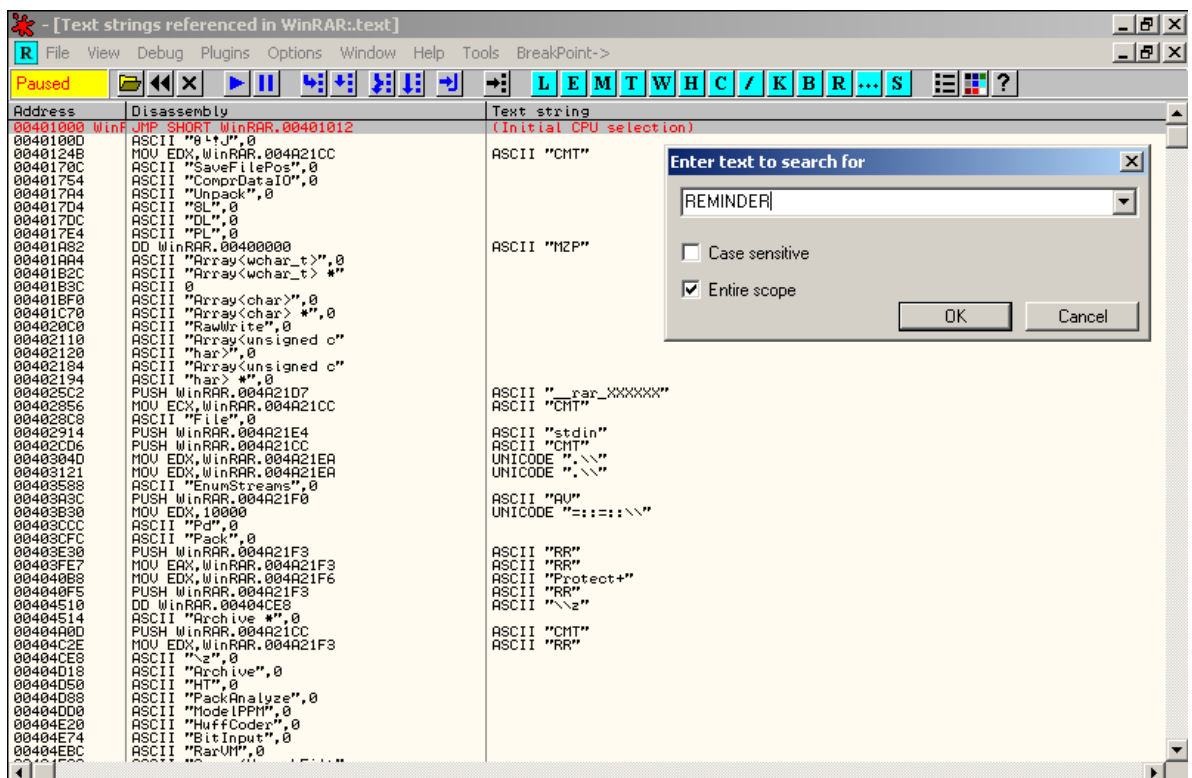 - [Text strings referenced in WinRAR:.text]
R File View Debug Plugins Options Window Help Tools BreakPoint->
Paused L E M T W H C / K B R ... S ?
Address Disassembly Text string
00401000 WinR JMP SHORT WinRAR.00401012 (Initial CPU selection)
0040100D
0040124B MOV EDX,WinRAR.004A21CC ASCII "CMT"
0040170C ASCII "SaveFilePos",0
00401754 ASCII "ComprDataIO",0
004017A4 ASCII "Unpack",0
004017D4 ASCII "8L",0
004017DC ASCII "DL",0
004017E4 ASCII "PL",0
00401A82 DD WinRAR.00400000 ASCII "MZP"
00401AA4 ASCII "Array<wchar_t>",0
00401B2C ASCII "Array<wchar_t> *"
00401B3C ASCII 0
00401BF0 ASCII "Array<char>",0
00401C70 ASCII "Array<char> *",0
004020C0 ASCII "RawWrite",0
00402110 ASCII "Array<unsigned c"
00402120 ASCII "har>",0
00402184 ASCII "Array<unsigned c"
00402194 ASCII "har> *",0
004025C2 PUSH WinRAR.004A21D7 ASCII "__rar_XXXXXX"
00402856 MOV ECX,WinRAR.004A21CC ASCII "CMT"
004028C8 ASCII "File",0
00402914 PUSH WinRAR.004A21E4 ASCII "stdin"
00402CD6 PUSH WinRAR.004A21CC ASCII "CMT"
0040304D MOV EDX,WinRAR.004A21EA UNICODE ".\\"
00403121 MOV EDX,WinRAR.004A21EA UNICODE ".\\"
00403588 ASCII "EnumStreams",0
00403A3C PUSH WinRAR.004A21F0 ASCII "AV"
00403B30 MOV EDX,10000 UNICODE "=::=::\\"
00403CCC ASCII "Pd",0
00403CFC ASCII "Pack",0
00403E30 PUSH WinRAR.004A21F3 ASCII "RR"
00403FE7 MOV EAX,WinRAR.004A21F3 ASCII "RR"
004040B8 MOV EDX,WinRAR.004A21F6 ASCII "Protect+"
004040F5 PUSH WinRAR.004A21F3 ASCII "RR"
00404510 DD WinRAR.00404CE8 ASCII "\\z"
00404514 ASCII "Archive *",0
00404A0D PUSH WinRAR.004A21CC ASCII "CMT"
00404C2E MOV EDX,WinRAR.004A21F3 ASCII "RR"
00404CE8 ASCII "\z",0
00404D18 ASCII "Archive",0
00404D50 ASCII "HT",0
00404D88 ASCII "PackAnalyze",0
00404DD0 ASCII "ModelPPM",0
00404E20 ASCII "HuffCoder",0
00404E74 ASCII "BitInput",0
00404EBC ASCII "RarVM",0
Enter text to search for
REMINDER
Case sensitive
Entire scope
OK Cancel